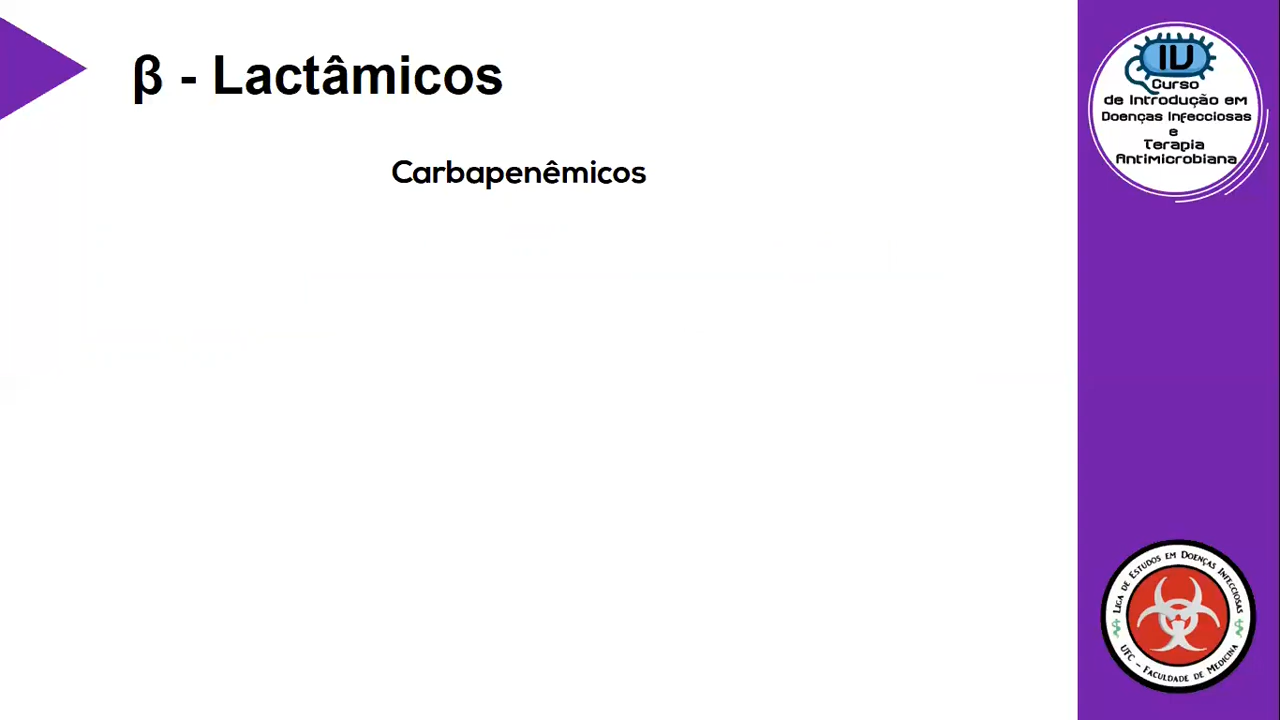 β - Lactâmicos
Carbapenêmicos
IV
Curso
de Introdução em
Doenças Infecciosas
e
Terapia
Antimicrobiana
Liga de Estudos em Doenças Infecciosas
UTC - Faculdade de Medicina